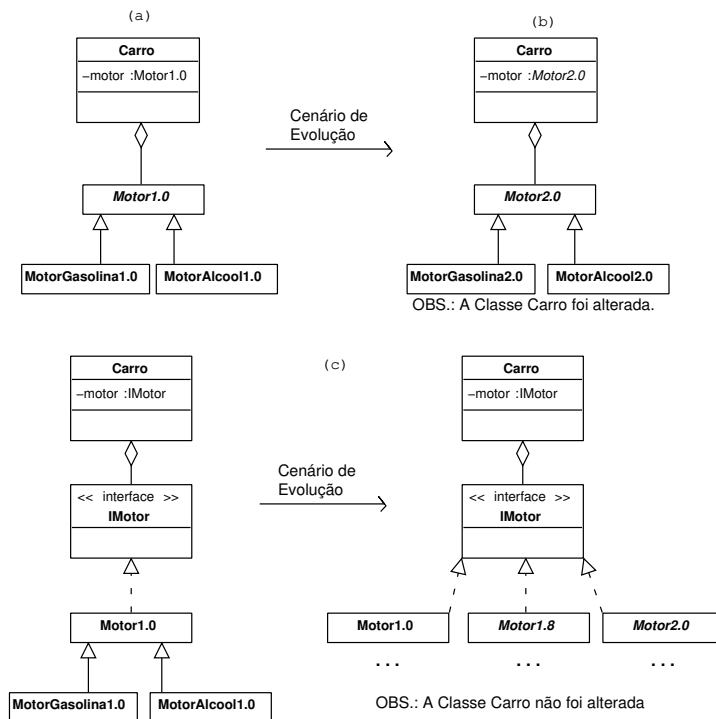 (a)
Carro
−motor :Motor1.0
Motor1.0
MotorGasolina1.0
MotorAlcool1.0
Cenário de
Evolução
(b)
Carro
−motor :Motor2.0
Motor2.0
MotorGasolina2.0
MotorAlcool2.0
OBS.: A Classe Carro foi alterada.
(c)
Carro
−motor :IMotor
<< interface >>
IMotor
Motor1.0
MotorGasolina1.0
MotorAlcool1.0
Cenário de
Evolução
Carro
−motor :IMotor
<< interface >>
IMotor
Motor1.0
Motor1.8
Motor2.0
. . .
. . .
. . .
OBS.: A Classe Carro não foi alterada